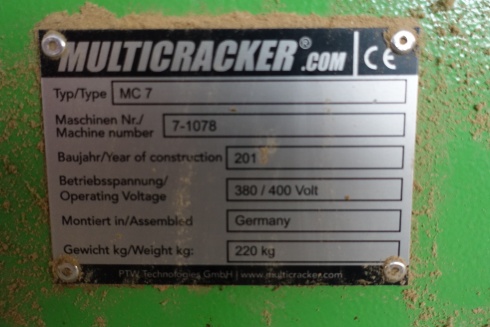 MULTICRACKER®.COM CE
Typ/Type MC 7
Maschinen Nr./
Machine number 7-1078
Baujahr/Year of construction 201
Betriebsspannung/
Operating Voltage 380 / 400 Volt
Montiert in/Assembled Germany
Gewicht kg/Weight kg: 220 kg
PTW Technologies GmbH | www.multicracker.com